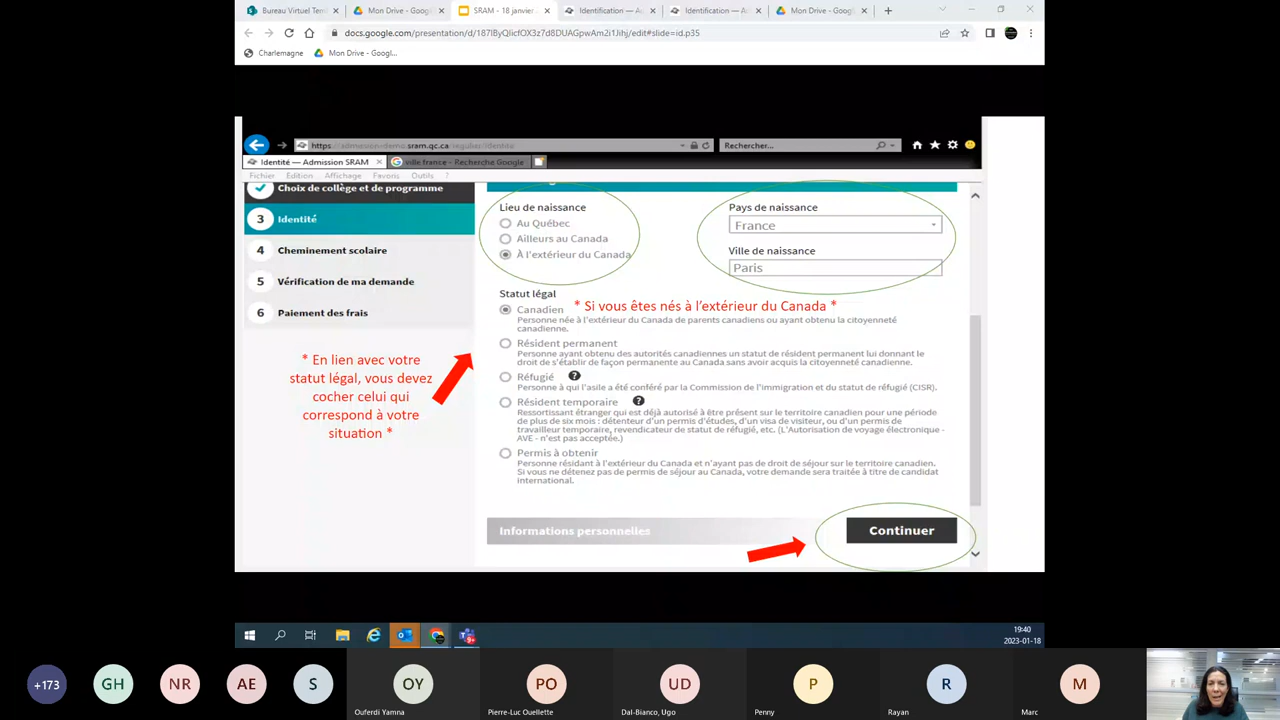 Bureau Virtuel Tem
Mon Drive - Google
SRAM - 18 janvier
Identification — A
Identification — Au
Mon Drive - Google
docs.google.com/presentation/d/187lByQlicfOX3z7d8DUAGpwAm2i1Jihj/edit#slide=id.p35
Charlemagne
Mon Drive - Googl...
https://admission-demo.sram.qc.ca/regulier/identite
Rechercher...
Identité — Admission SRAM
ville france - Recherche Google
Fichier Edition Affichage Favoris Outils ?
Choix de collège et de programme
3 Identité
4 Cheminement scolaire
5 Vérification de ma demande
6 Paiement des frais
* En lien avec votre
statut légal, vous devez
cocher celui qui
correspond à votre
situation *
Lieu de naissance
Au Québec
Ailleurs au Canada
À l'extérieur du Canada
Pays de naissance
France
Ville de naissance
Paris
Statut légal
* Si vous êtes nés à l'extérieur du Canada *
Canadien
Personne née à l'extérieur du Canada de parents canadiens ou ayant obtenu la citoyenneté
canadienne.
Résident permanent
Personne ayant obtenu des autorités canadiennes un statut de résident permanent lui donnant le
droit de s'établir de façon permanente au Canada sans avoir acquis la citoyenneté canadienne.
Réfugié ?
Personne à qui l'asile a été conféré par la Commission de l'immigration et du statut de réfugié (CISR).
Résident temporaire ?
Ressortissant étranger qui est déjà autorisé à être présent sur le territoire canadien pour une période
de plus de six mois : détenteur d'un permis d'études, d'un visa de visiteur, ou d'un permis de
travailleur temporaire, revendicateur de statut de réfugié, etc. (L'Autorisation de voyage électronique -
AVE - n'est pas acceptée.)
Permis à obtenir
Personne résidant à l'extérieur du Canada et n'ayant pas de droit de séjour sur le territoire canadien.
Si vous ne détenez pas de permis de séjour au Canada, votre demande sera traitée à titre de candidat
international.
Informations personnelles
Continuer
19:40
2023-01-18
+173
GH
NR
AE
S
OY
PO
UD
P
R
M
Ouferdi Yamna
Pierre-Luc Ouellette
Dal-Bianco, Ugo
Penny
Rayan
Marc